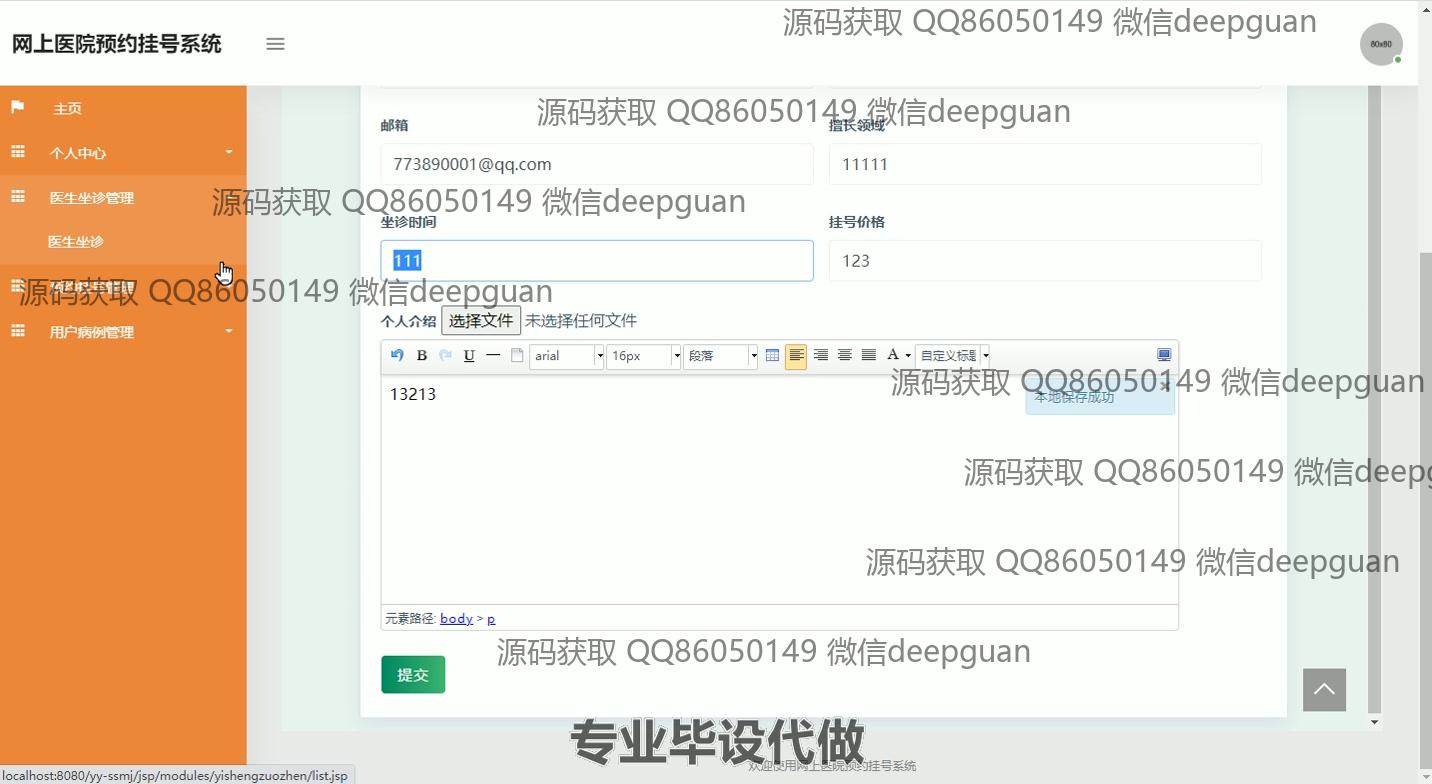 源码获取 QQ86050149 微信deepguan
网上医院预约挂号系统
80x80
主页
源码获取 QQ86050149 微信deepguan
邮箱
擅长领域
个人中心
773890001@qq.com
11111
医生坐诊管理
源码获取 QQ86050149 微信deepguan
坐诊时间
挂号价格
医生坐诊
111
123
预约挂号管理
源码获取 QQ86050149 微信deepguan
个人介绍 选择文件 未选择任何文件
用户病例管理
B U arial 16px 段落 A 自定义标题
源码获取 QQ86050149 微信deepguan
13213
本地保存成功
源码获取 QQ86050149 微信deepg
源码获取 QQ86050149 微信deepguan
元素路径: body > p
源码获取 QQ86050149 微信deepguan
提交
专业毕设代做
欢迎使用网上医院预约挂号系统
localhost:8080/yy-ssmj/jsp/modules/yishengzuozhen/list.jsp